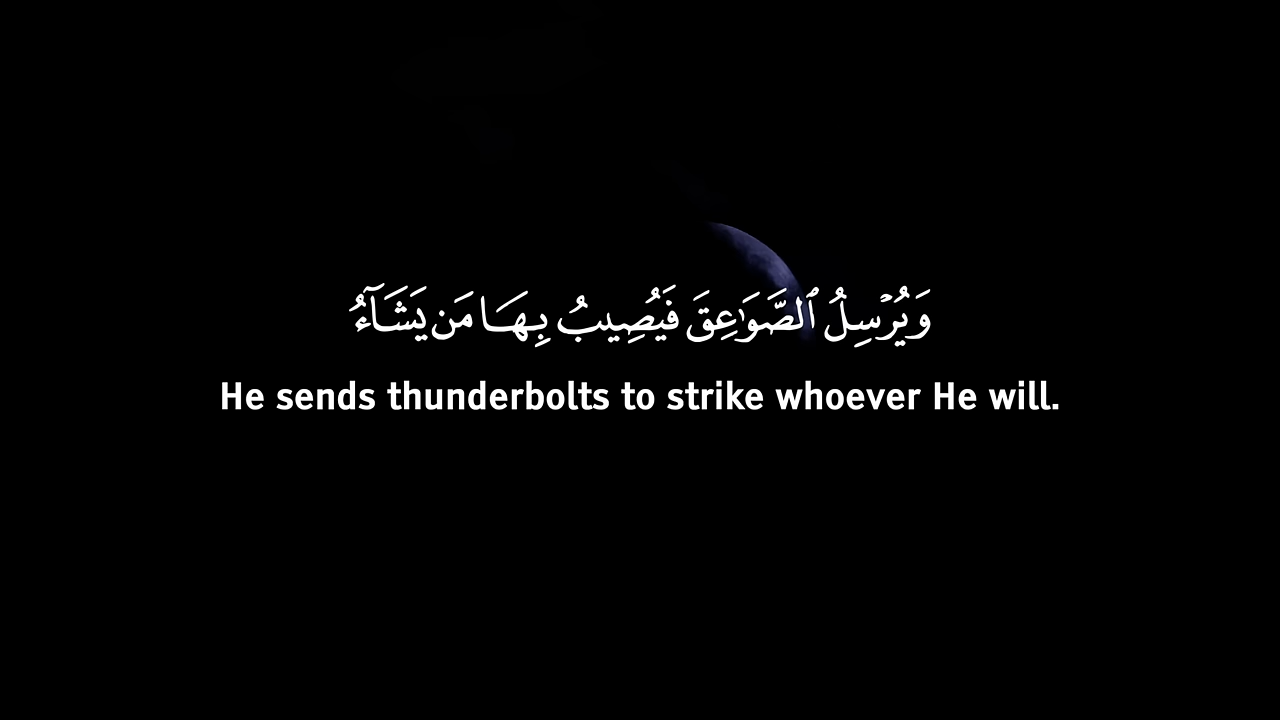 وَيُرْسِلُ ٱلصَّوَٰعِقَ فَيُصِيبُ بِهَا مَن يَشَآءُ
He sends thunderbolts to strike whoever He will.